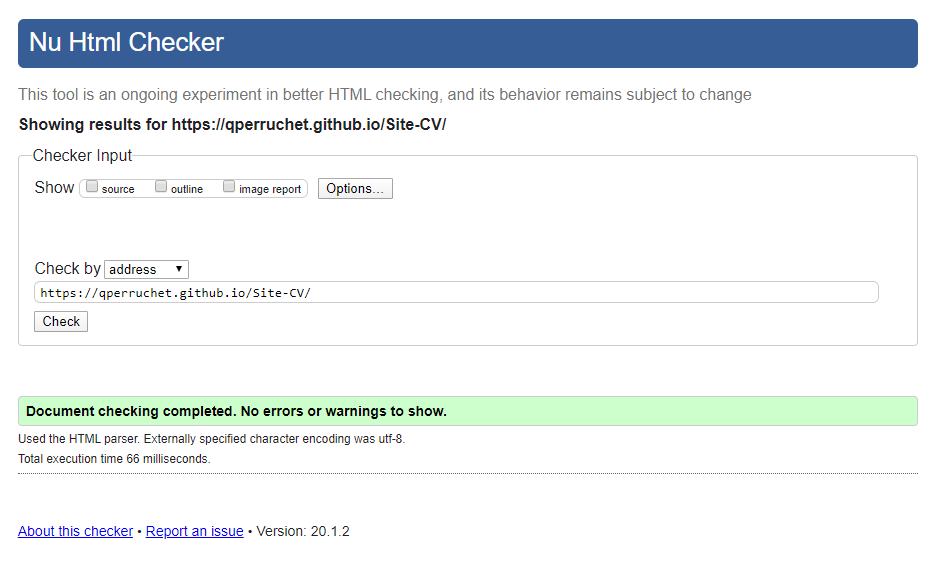 Nu Html Checker
This tool is an ongoing experiment in better HTML checking, and its behavior remains subject to change
Showing results for https://qperruchet.github.io/Site-CV/
Checker Input
Show source outline image report Options...
Check by address
https://qperruchet.github.io/Site-CV/
Check
Document checking completed. No errors or warnings to show.
Used the HTML parser. Externally specified character encoding was utf-8.
Total execution time 66 milliseconds.
About this checker • Report an issue • Version: 20.1.2